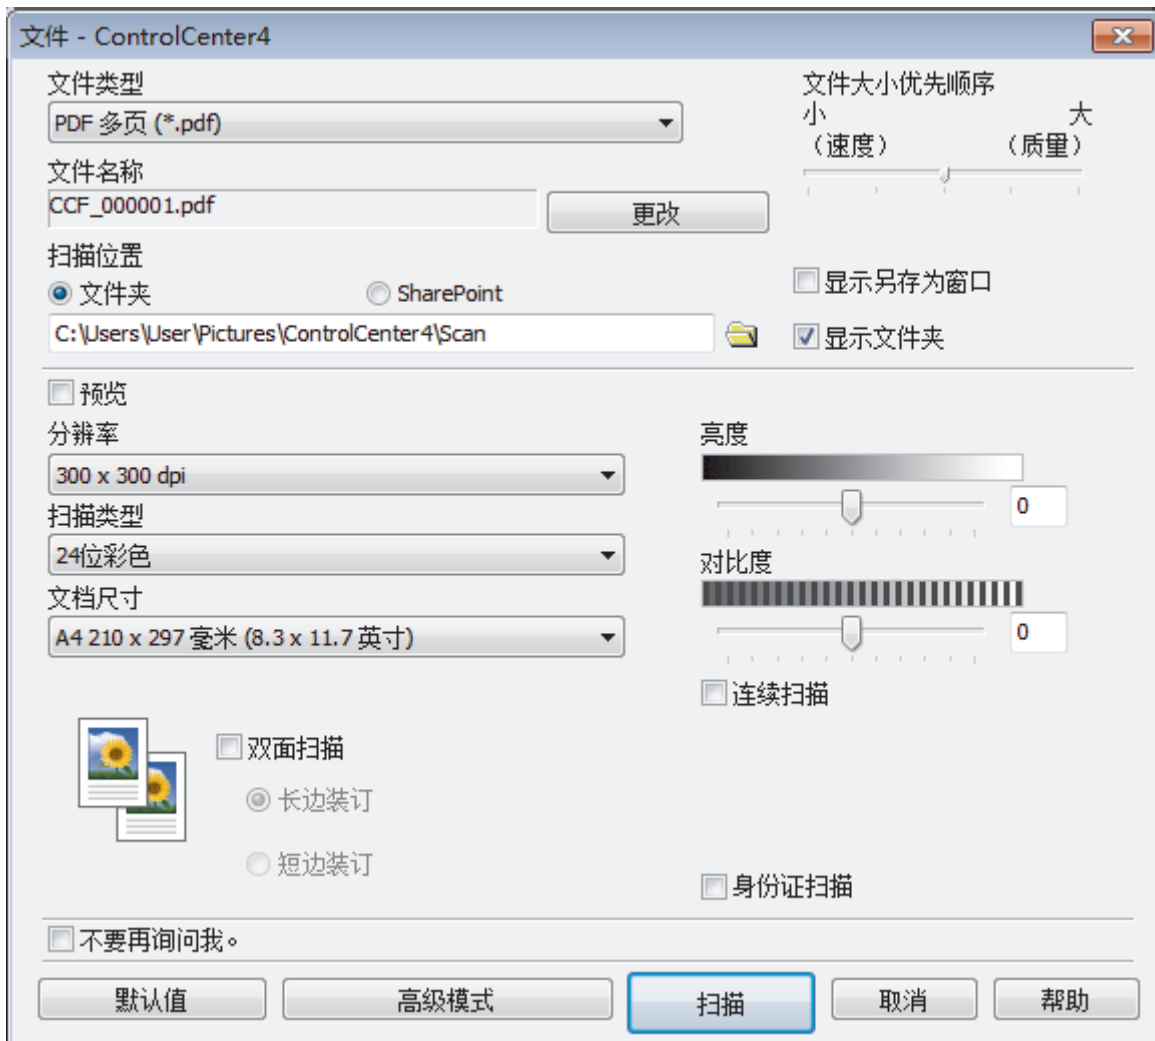 文件 - ControlCenter4
文件类型
PDF 多页 (*.pdf)
文件大小优先顺序
小 大
（速度） （质量）
文件名称
CCF_000001.pdf
更改
扫描位置
文件夹 SharePoint
显示另存为窗口
C:\Users\User\Pictures\ControlCenter4\Scan
显示文件夹
预览
分辨率
300 x 300 dpi
扫描类型
24位彩色
文档尺寸
A4 210 x 297 毫米 (8.3 x 11.7 英寸)
亮度
0
对比度
0
连续扫描
双面扫描
长边装订
短边装订
身份证扫描
不要再询问我。
默认值 高级模式 扫描 取消 帮助